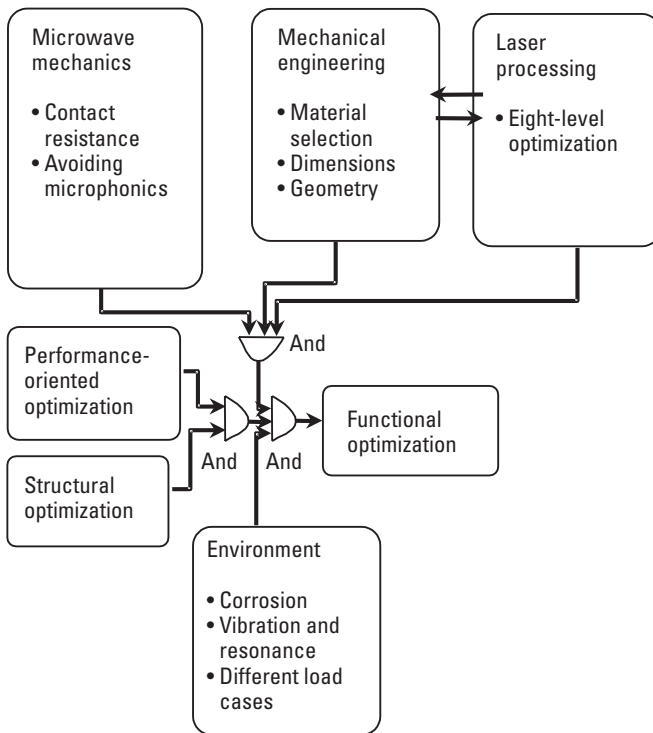 Microwave
mechanics
• Contact
resistance
• Avoiding
microphonics
Mechanical
engineering
• Material
selection
• Dimensions
• Geometry
Laser
processing
• Eight-level
optimization
And
Performance-
oriented
optimization
And
And
Functional
optimization
Structural
optimization
Environment
• Corrosion
• Vibration and
resonance
• Different load
cases